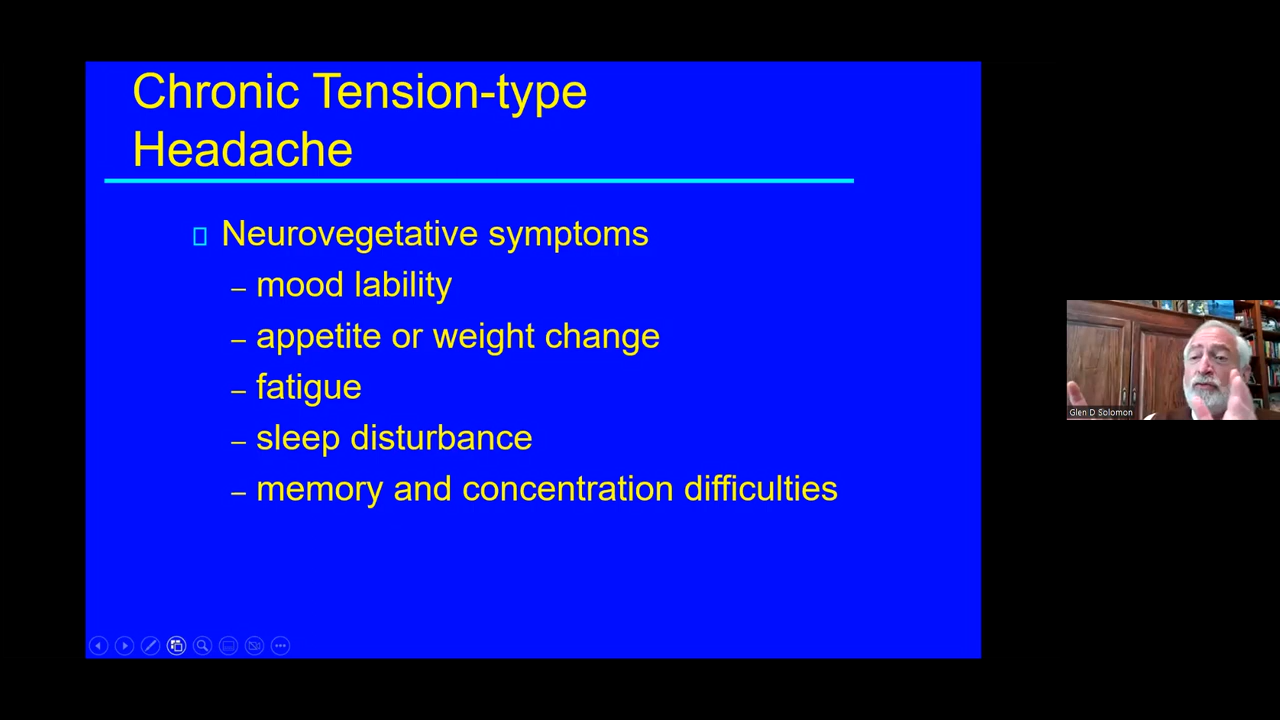 Chronic Tension-type
Headache
Neurovegetative symptoms
– mood lability
– appetite or weight change
– fatigue
– sleep disturbance
– memory and concentration difficulties
Glen D Solomon